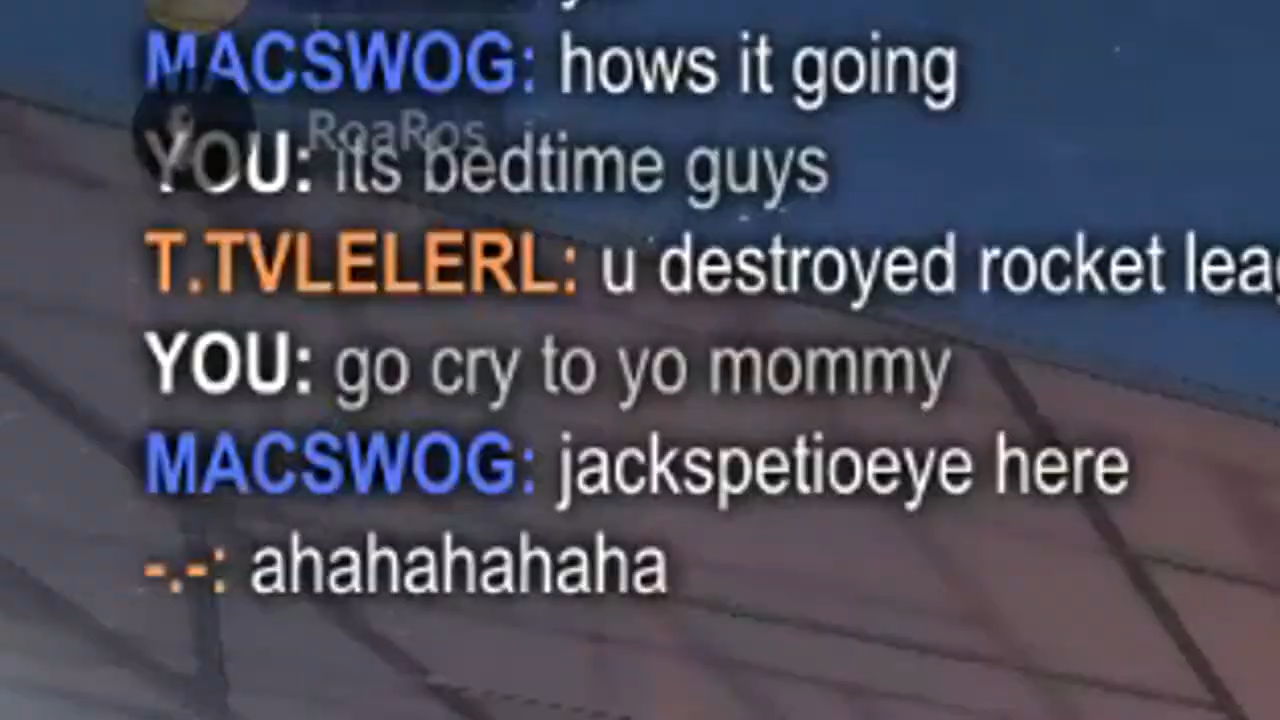 MACSWOG: hows it going
RoaRos
YOU: its bedtime guys
T.TVLELERL: u destroyed rocket
YOU: go cry to yo mommy
MACSWOG: jackspetioeye here
-.-: ahahahahaha